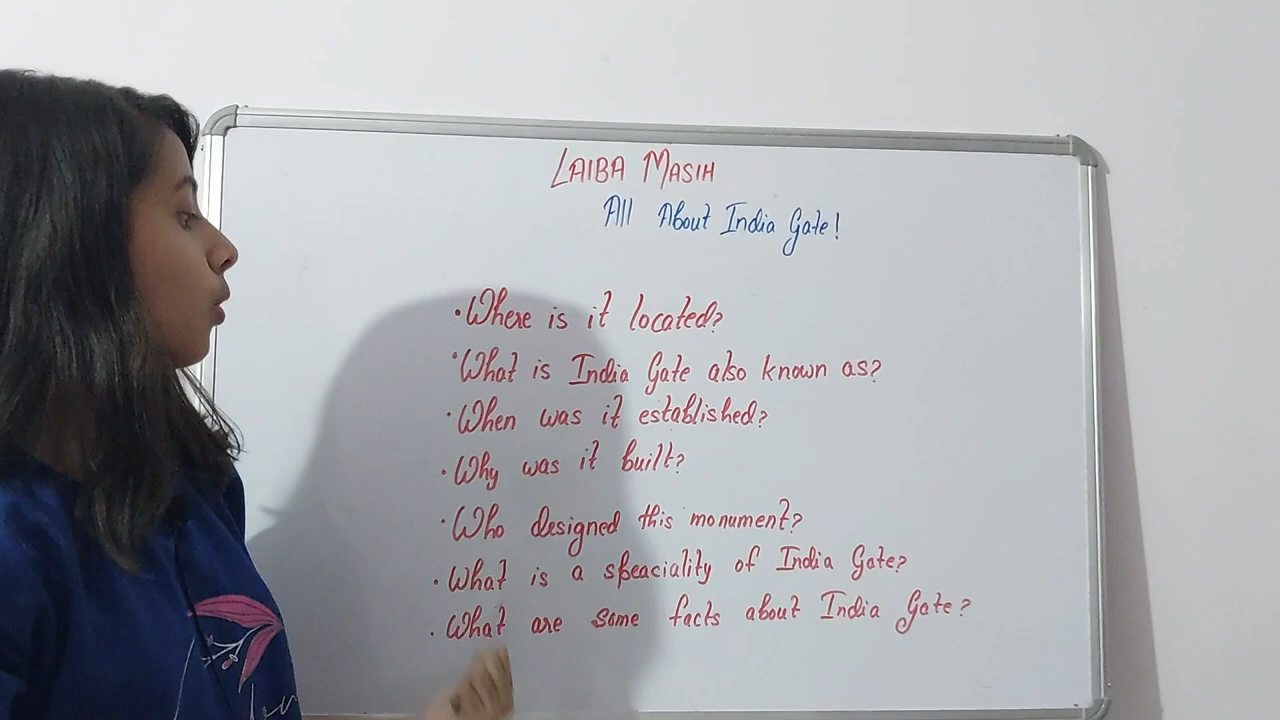 LAIBA MASIH
All About India Gate!
• Where is it located?
• What is India Gate also known as?
• When was it established?
• Why was it built?
• Who designed this monument?
• What is a speaciality of India Gate?
• What are some facts about India Gate?